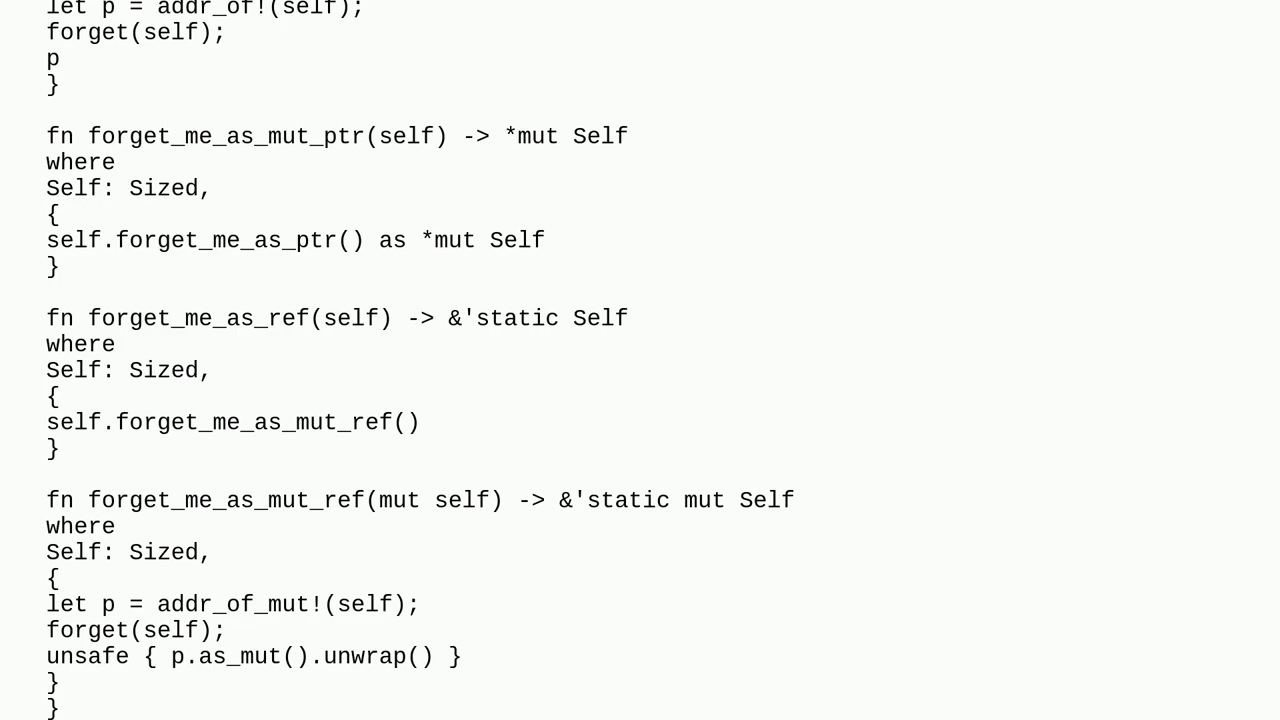 let p = addr_of!(self);
forget(self);
p
}

fn forget_me_as_mut_ptr(self) -> *mut Self
where
Self: Sized,
{
self.forget_me_as_ptr() as *mut Self
}

fn forget_me_as_ref(self) -> &'static Self
where
Self: Sized,
{
self.forget_me_as_mut_ref()
}

fn forget_me_as_mut_ref(mut self) -> &'static mut Self
where
Self: Sized,
{
let p = addr_of_mut!(self);
forget(self);
unsafe { p.as_mut().unwrap() }
}
}